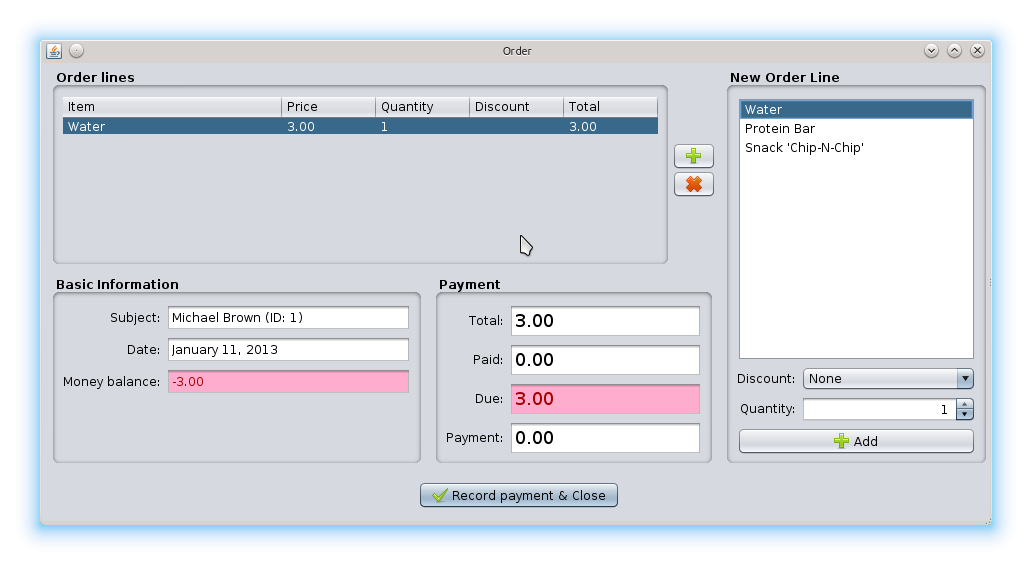 Order
Order lines
Item Price Quantity Discount Total
Water 3.00 1 3.00
Basic Information
Subject: Michael Brown (ID: 1)
Date: January 11, 2013
Money balance: -3.00
Payment
Total: 3.00
Paid: 0.00
Due: 3.00
Payment: 0.00
New Order Line
Water
Protein Bar
Snack 'Chip-N-Chip'
Discount: None
Quantity: 1
Add
Record payment & Close